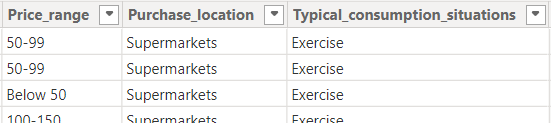 Price_range Purchase_location Typical_consumption_situations
50-99 Supermarkets Exercise
50-99 Supermarkets Exercise
Below 50 Supermarkets Exercise
100-150 Supermarkets Exercise